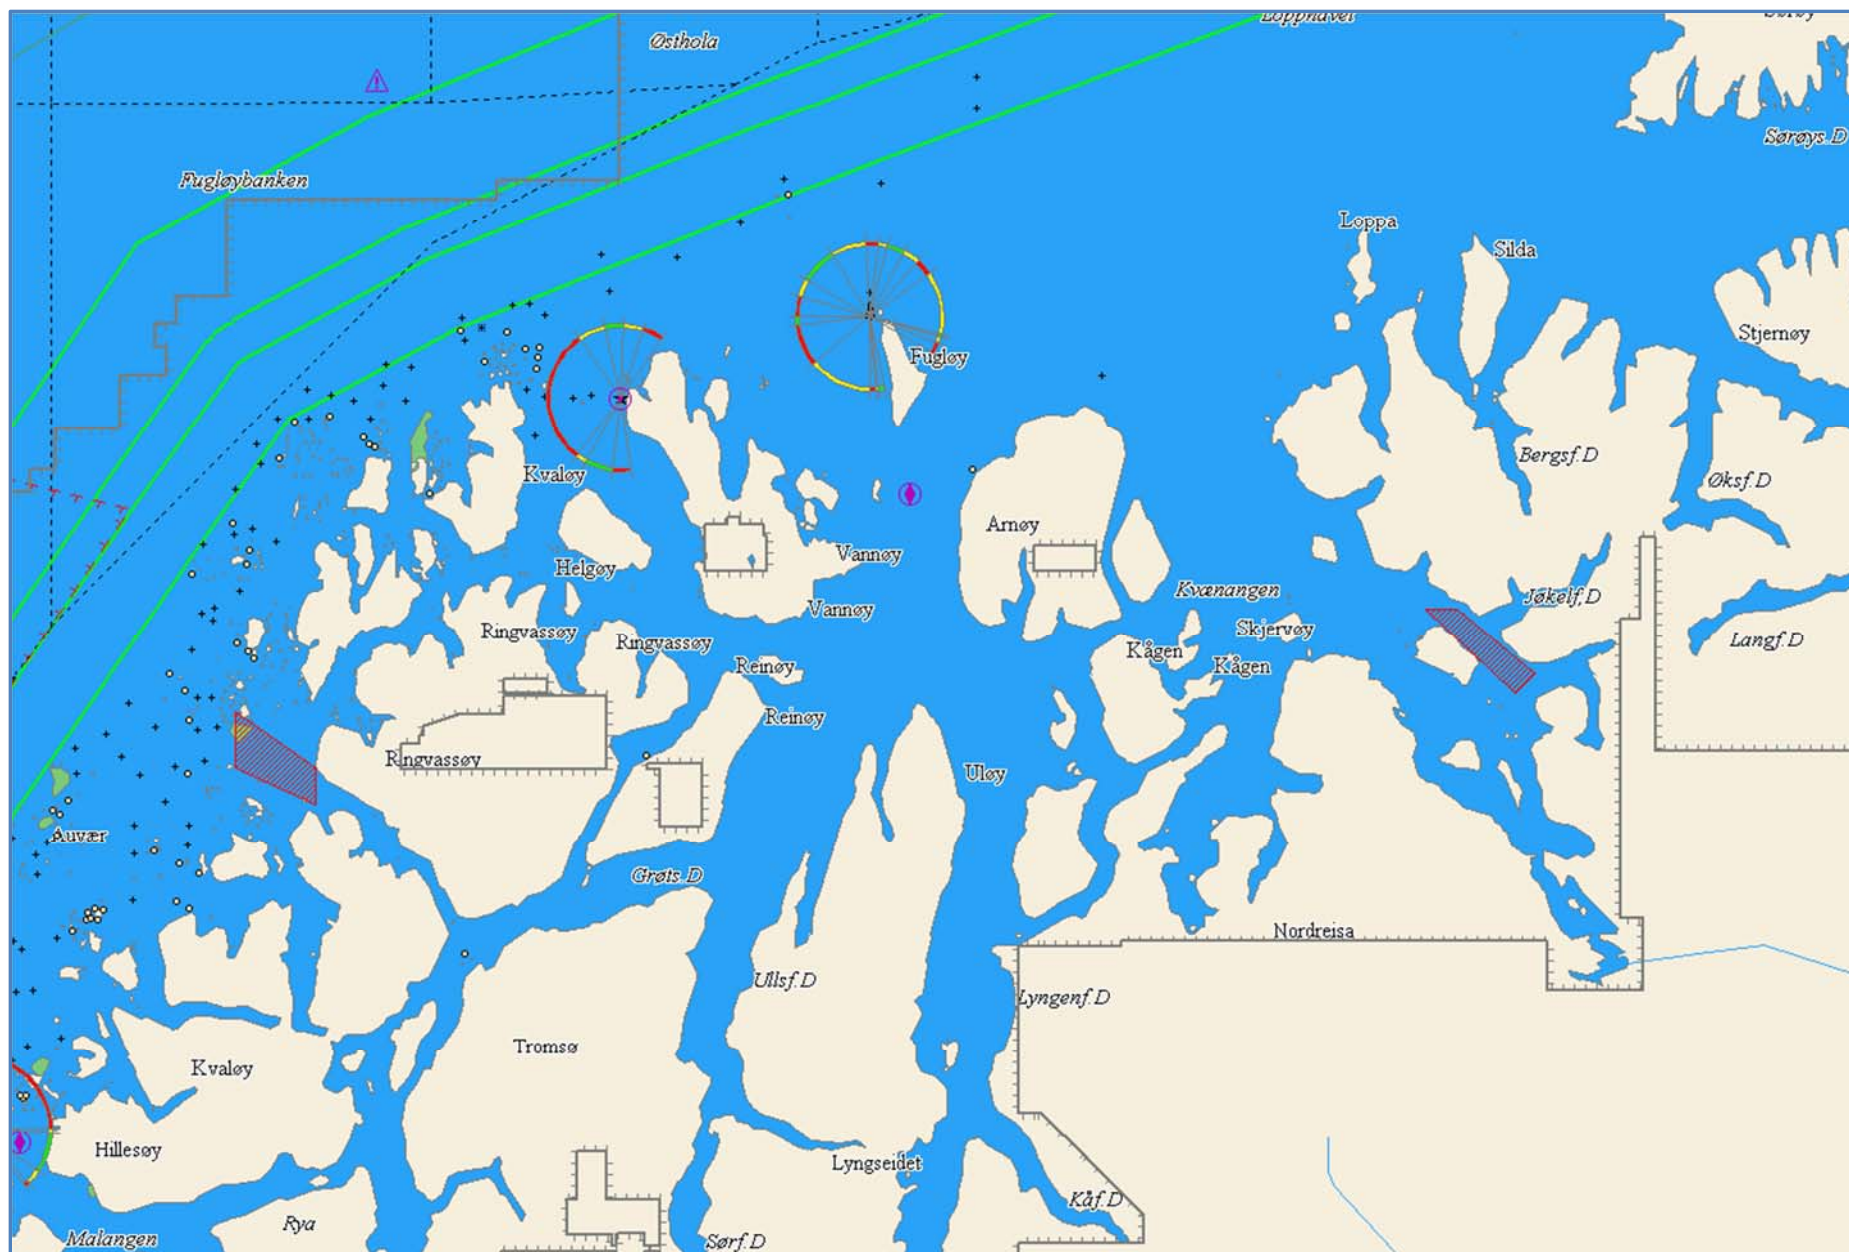 Østhola
Fugløybanken
Sørøys.D
Loppa
Silda
Stjernøy
Fugløy
Kvaløy
Bergsf.D
Øksf.D
Arnøy
Vannøy
Helgøy
Kvænangen
Jøkelf,D
Vannøy
Ringvassøy
Ringvassøy
Skjervøy
Langf.D
Kågen
Reinøy
Kågen
Reinøy
Ringvassøy
Uløy
Auvær
Grøts.D
Nordreisa
Ullsf.D
Lyngenf.D
Tromsø
Kvaløy
Hillesøy
Lyngseidet
Kåf.D
Rya
Malangen
Sørf.D